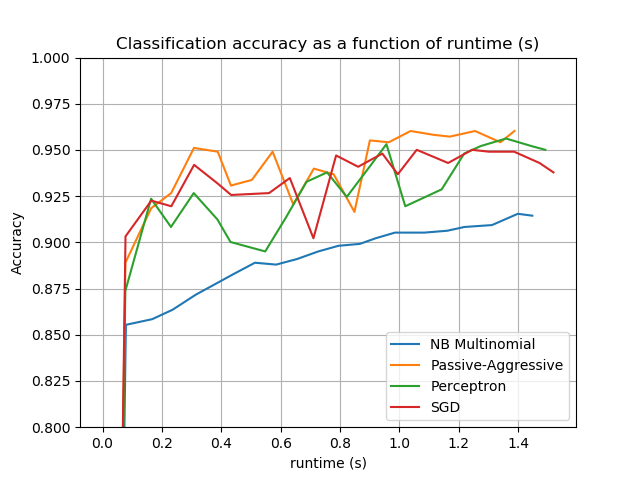 Classification accuracy as a function of runtime (s)
1.000
0.975
0.950
0.925
0.900
0.875
0.850
0.825
0.800
Accuracy
NB Multinomial
Passive-Aggressive
Perceptron
SGD
0.0 0.2 0.4 0.6 0.8 1.0 1.2 1.4
runtime (s)